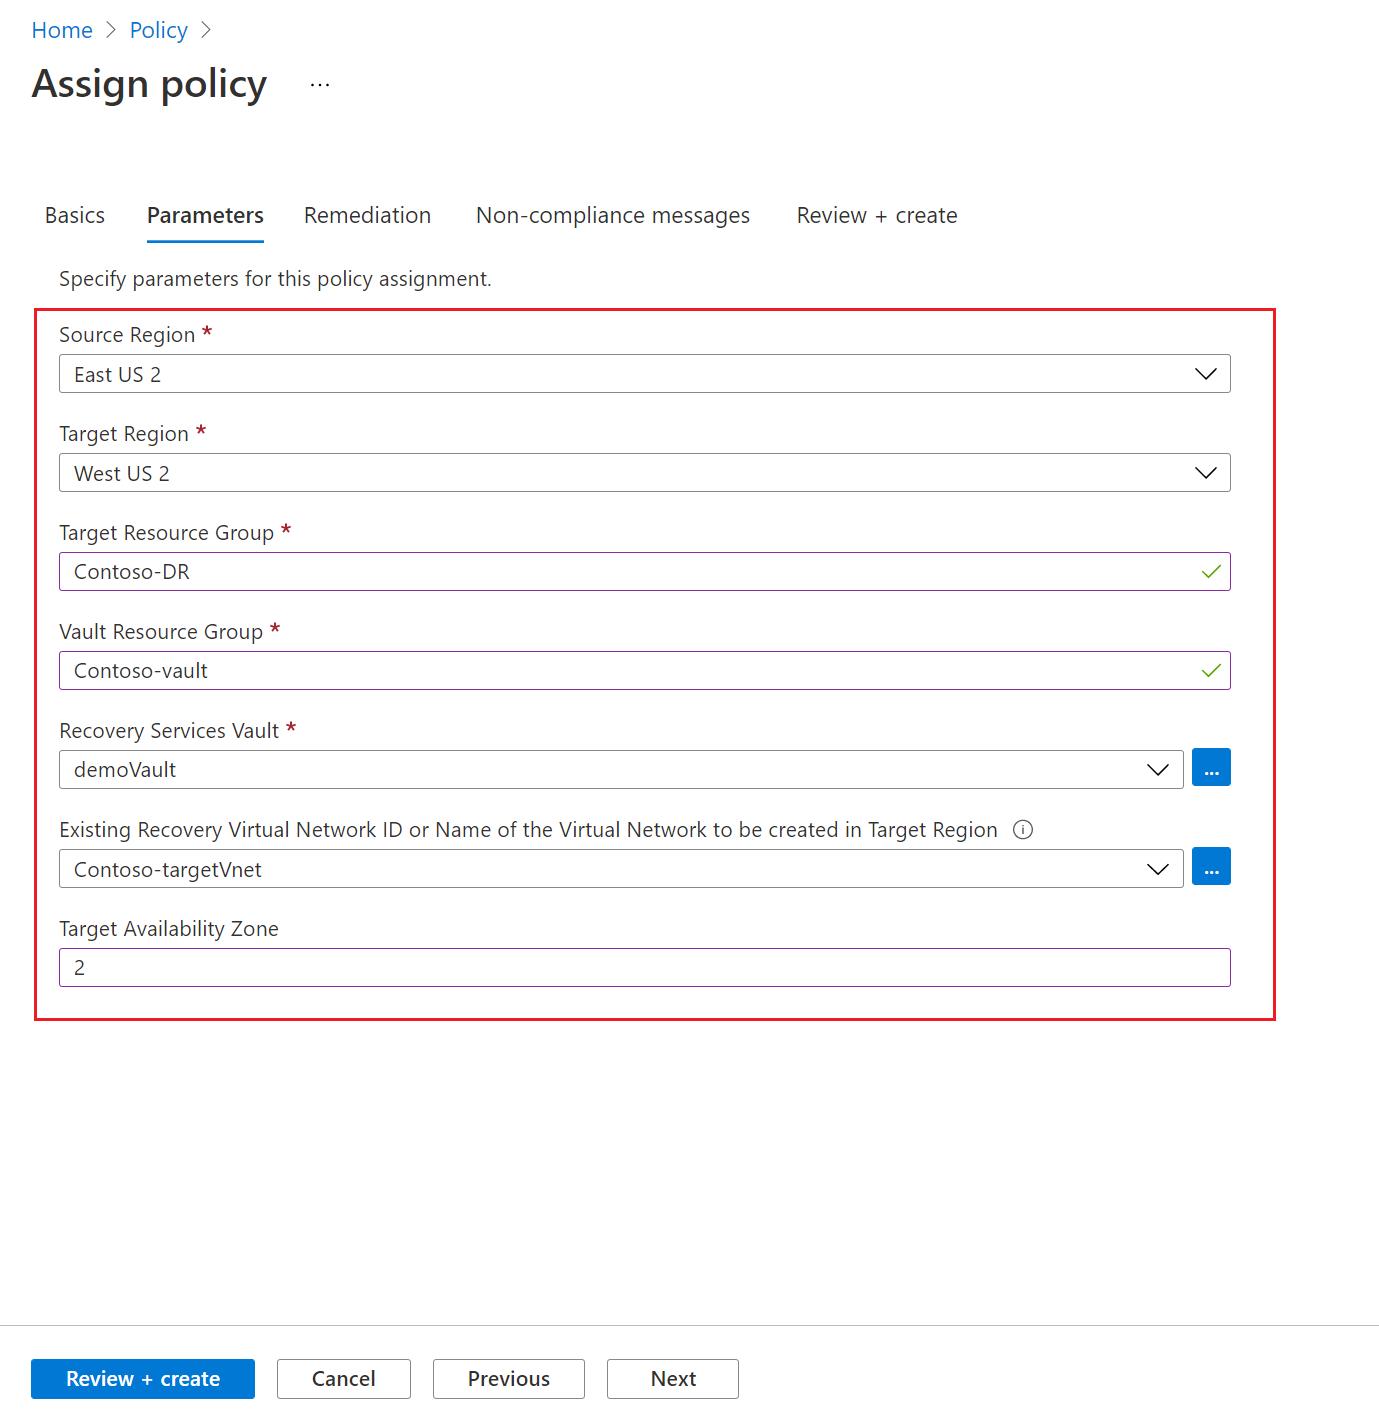 Home > Policy >
Assign policy ...
Basics Parameters Remediation Non-compliance messages Review + create
Specify parameters for this policy assignment.
Source Region *
East US 2
Target Region *
West US 2
Target Resource Group *
Contoso-DR
Vault Resource Group *
Contoso-vault
Recovery Services Vault *
demoVault ...
Existing Recovery Virtual Network ID or Name of the Virtual Network to be created in Target Region
Contoso-targetVnet ...
Target Availability Zone
2
Review + create Cancel Previous Next